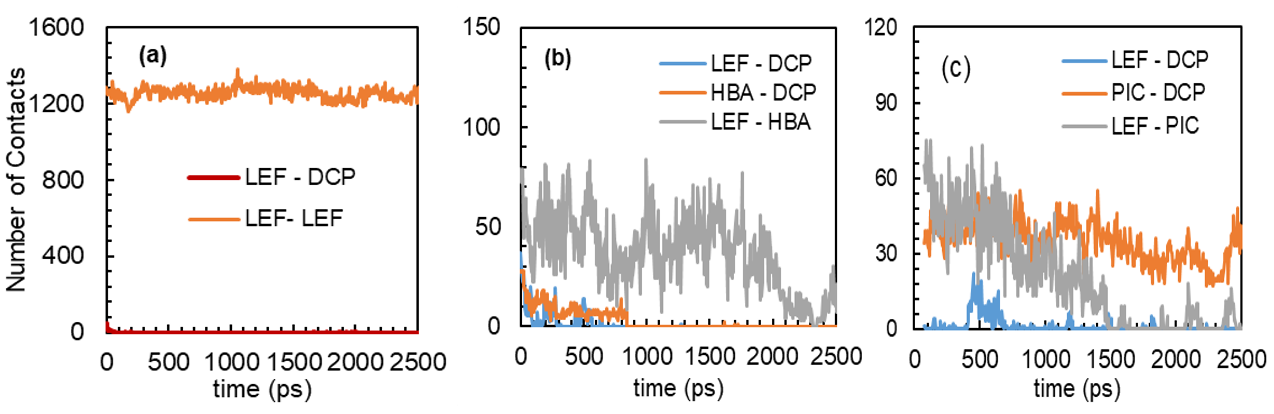 Number of Contacts
1600
1200
800
400
0
(a)
LEF - DCP
LEF- LEF
0 500 1000 1500 2000 2500
time (ps)
150
100
50
0
(b)
LEF - DCP
HBA - DCP
LEF - HBA
0 500 1000 1500 2000 2500
time (ps)
120
90
60
30
0
(c)
LEF - DCP
PIC - DCP
LEF - PIC
0 500 1000 1500 2000 2500
time (ps)